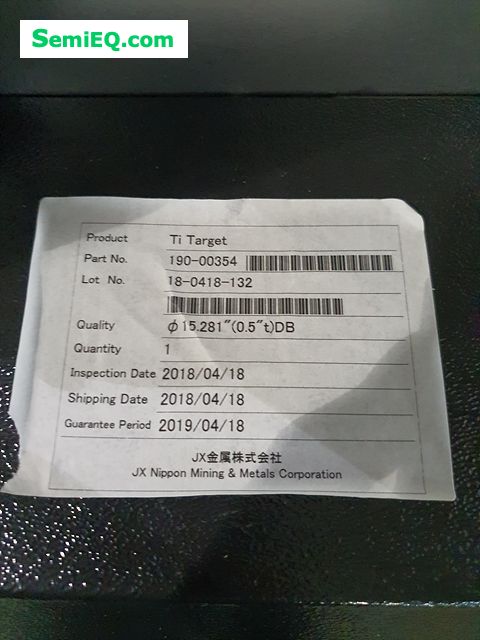 SemiEQ.com
Product Ti Target
Part No. 190-00354
Lot No. 18-0418-132
Quality φ15.281"(0.5"t)DB
Quantity 1
Inspection Date 2018/04/18
Shipping Date 2018/04/18
Guarantee Period 2019/04/18
JX金属株式会社
JX Nippon Mining & Metals Corporation